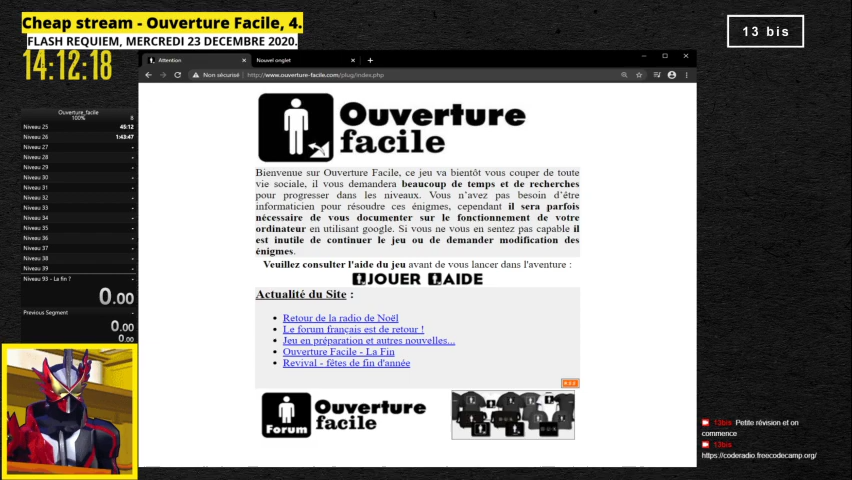 Cheap stream - Ouverture Facile, 4.
FLASH REQUIEM, MERCREDI 23 DECEMBRE 2020.
14:12:18
13 bis
Ouverture_facile
100% 8
Niveau 25 45:12
Niveau 26 1:43:47
Niveau 27 -
Niveau 28 -
Niveau 29 -
Niveau 30 -
Niveau 31 -
Niveau 32 -
Niveau 33 -
Niveau 34 -
Niveau 35 -
Niveau 36 -
Niveau 37 -
Niveau 38 -
Niveau 39 -
Niveau 93 - La fin ? -
0.00
Previous Segment -
0.00
0.00
Attention
Nouvel onglet
Non sécurisé | http://www.ouverture-facile.com/plug/index.php
Ouverture
facile
Bienvenue sur Ouverture Facile, ce jeu va bientôt vous couper de toute
vie sociale, il vous demandera beaucoup de temps et de recherches
pour progresser dans les niveaux. Vous n'avez pas besoin d'être
informaticien pour résoudre ces énigmes, cependant il sera parfois
nécessaire de vous documenter sur le fonctionnement de votre
ordinateur en utilisant google. Si vous ne vous en sentez pas capable il
est inutile de continuer le jeu ou de demander modification des
énigmes.
Veuillez consulter l'aide du jeu avant de vous lancer dans l'aventure :
JOUER AIDE
Actualité du Site :
Retour de la radio de Noël
Le forum français est de retour !
Jeu en préparation et autres nouvelles...
Ouverture Facile - La Fin
Revival - fêtes de fin d'année
RSS
Forum
Ouverture
facile
13bis Petite révision et on
commence
13bis
https://coderadio.freecodecamp.org/